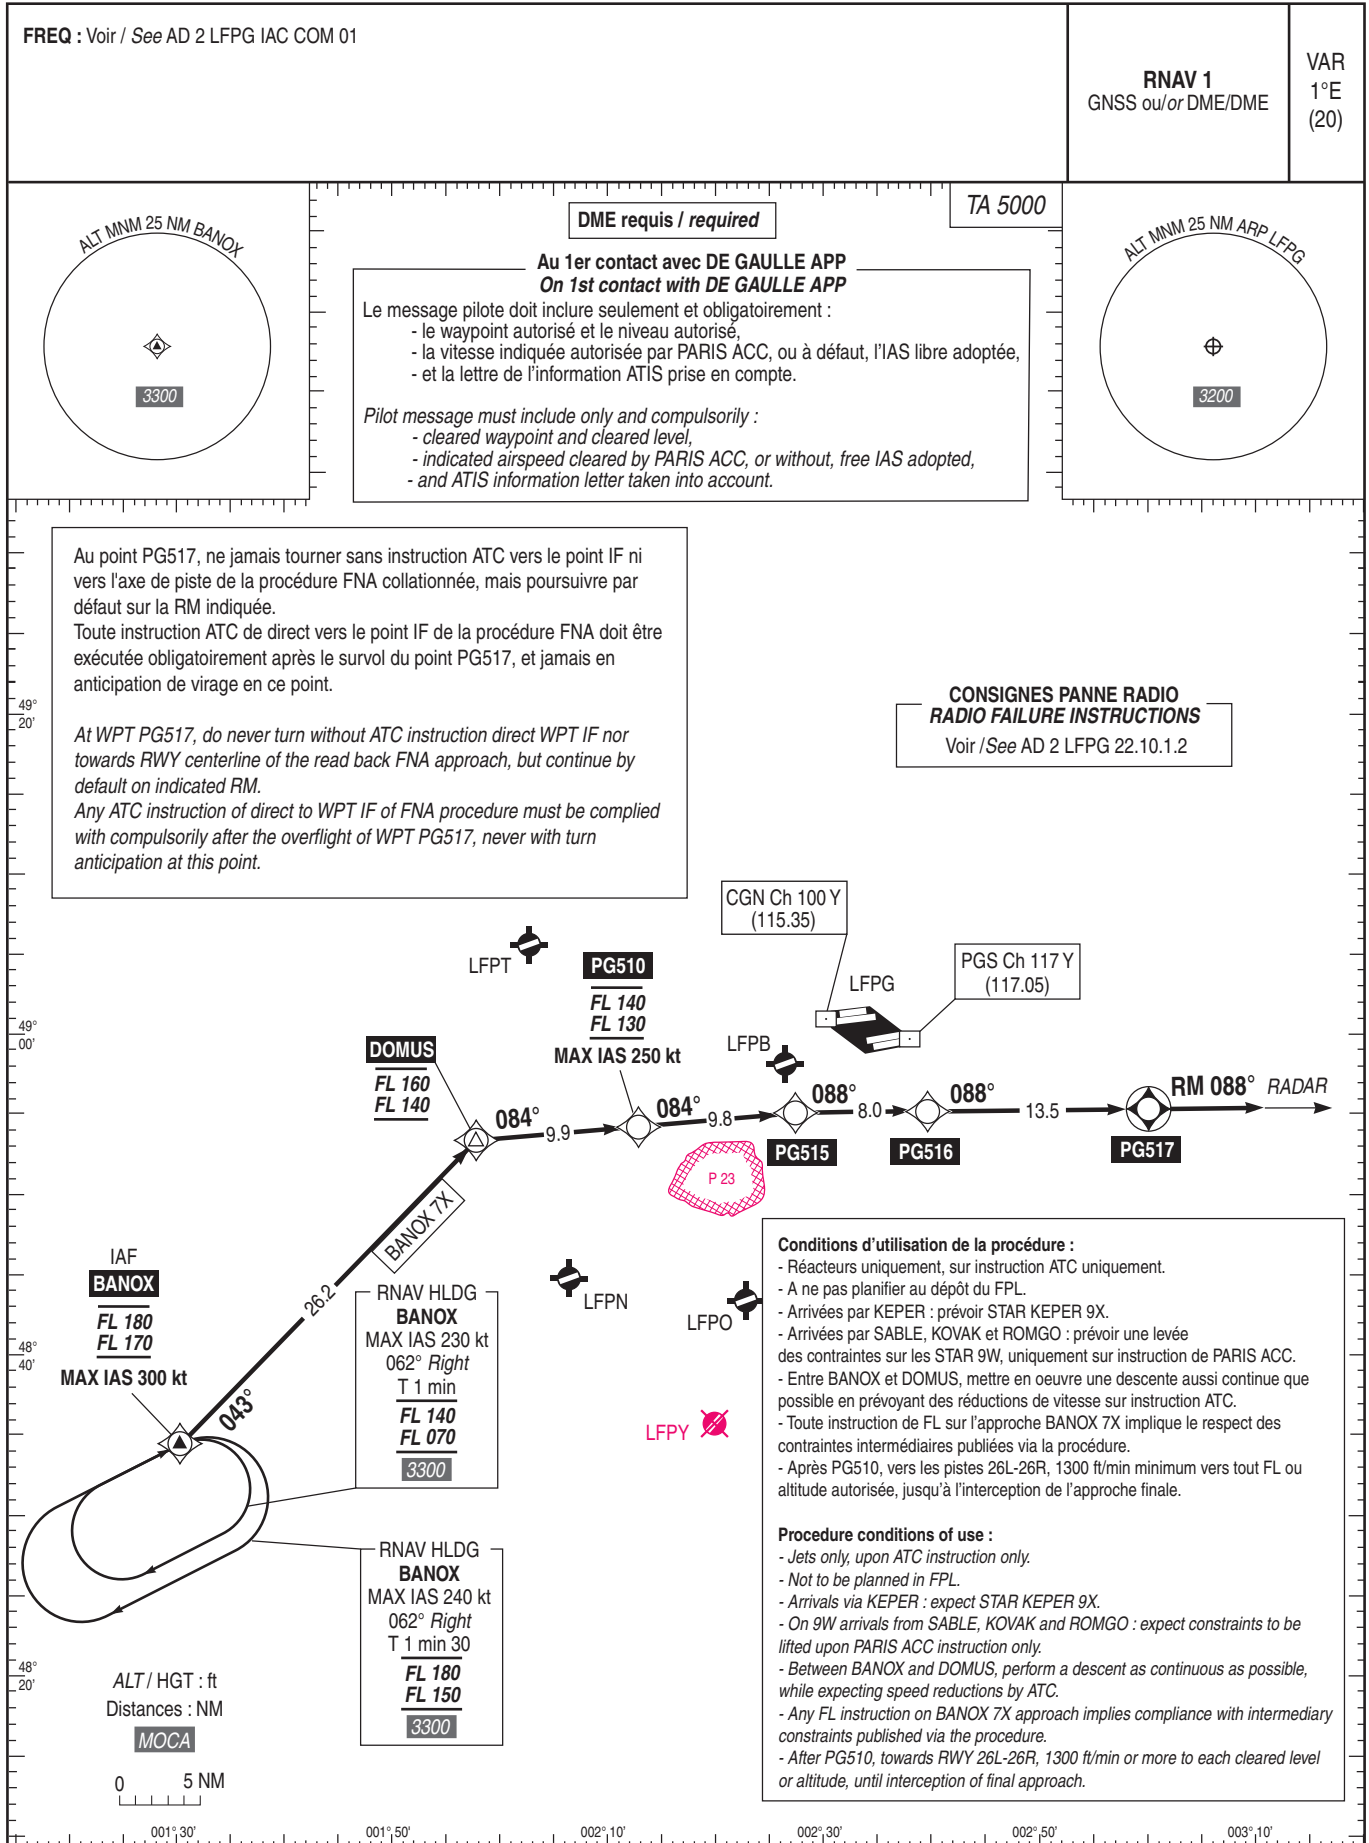 FREQ : Voir / See AD 2 LFPG IAC COM 01
RNAV 1
GNSS ou/or DME/DME
VAR
1°E
(20)
ALT MNM 25 NM BANOX
3300
DME requis / required
TA 5000
Au 1er contact avec DE GAULLE APP
On 1st contact with DE GAULLE APP
Le message pilote doit inclure seulement et obligatoirement :
- le waypoint autorisé et le niveau autorisé,
- la vitesse indiquée autorisée par PARIS ACC, ou à défaut, l'IAS libre adoptée,
- et la lettre de l'information ATIS prise en compte.
Pilot message must include only and compulsorily :
- cleared waypoint and cleared level,
- indicated airspeed cleared by PARIS ACC, or without, free IAS adopted,
- and ATIS information letter taken into account.
ALT MNM 25 NM ARP LFPG
3200
Au point PG517, ne jamais tourner sans instruction ATC vers le point IF ni
vers l'axe de piste de la procédure FNA collationnée, mais poursuivre par
défaut sur la RM indiquée.
Toute instruction ATC de direct vers le point IF de la procédure FNA doit être
exécutée obligatoirement après le survol du point PG517, et jamais en
anticipation de virage en ce point.
At WPT PG517, do never turn without ATC instruction direct WPT IF nor
towards RWY centerline of the read back FNA approach, but continue by
default on indicated RM.
Any ATC instruction of direct to WPT IF of FNA procedure must be complied
with compulsorily after the overflight of WPT PG517, never with turn
anticipation at this point.
49°
20'
CONSIGNES PANNE RADIO
RADIO FAILURE INSTRUCTIONS
Voir /See AD 2 LFPG 22.10.1.2
CGN Ch 100 Y
(115.35)
PGS Ch 117 Y
(117.05)
LFPG
LFPT
PG510
FL 140
FL 130
MAX IAS 250 kt
LFPB
49°
00'
DOMUS
FL 160
FL 140
084°
9.9
084°
9.8
088°
8.0
088°
13.5
RM 088°
RADAR
PG515
PG516
PG517
P 23
BANOX 7X
26.2
043°
IAF
BANOX
FL 180
FL 170
MAX IAS 300 kt
48°
40'
LFPN
LFPO
LFPY
RNAV HLDG
BANOX
MAX IAS 230 kt
062° Right
T 1 min
FL 140
FL 070
3300
RNAV HLDG
BANOX
MAX IAS 240 kt
062° Right
T 1 min 30
FL 180
FL 150
3300
Conditions d'utilisation de la procédure :
- Réacteurs uniquement, sur instruction ATC uniquement.
- A ne pas planifier au dépôt du FPL.
- Arrivées par KEPER : prévoir STAR KEPER 9X.
- Arrivées par SABLE, KOVAK et ROMGO : prévoir une levée
des contraintes sur les STAR 9W, uniquement sur instruction de PARIS ACC.
- Entre BANOX et DOMUS, mettre en oeuvre une descente aussi continue que
possible en prévoyant des réductions de vitesse sur instruction ATC.
- Toute instruction de FL sur l'approche BANOX 7X implique le respect des
contraintes intermédiaires publiées via la procédure.
- Après PG510, vers les pistes 26L-26R, 1300 ft/min minimum vers tout FL ou
altitude autorisée, jusqu'à l'interception de l'approche finale.
Procedure conditions of use :
- Jets only, upon ATC instruction only.
- Not to be planned in FPL.
- Arrivals via KEPER : expect STAR KEPER 9X.
- On 9W arrivals from SABLE, KOVAK and ROMGO : expect constraints to be
lifted upon PARIS ACC instruction only.
- Between BANOX and DOMUS, perform a descent as continuous as possible,
while expecting speed reductions by ATC.
- Any FL instruction on BANOX 7X approach implies compliance with intermediary
constraints published via the procedure.
- After PG510, towards RWY 26L-26R, 1300 ft/min or more to each cleared level
or altitude, until interception of final approach.
48°
20'
ALT / HGT : ft
Distances : NM
MOCA
0 5 NM
001°30' 001°50' 002°10' 002°30' 002°50' 003°10'